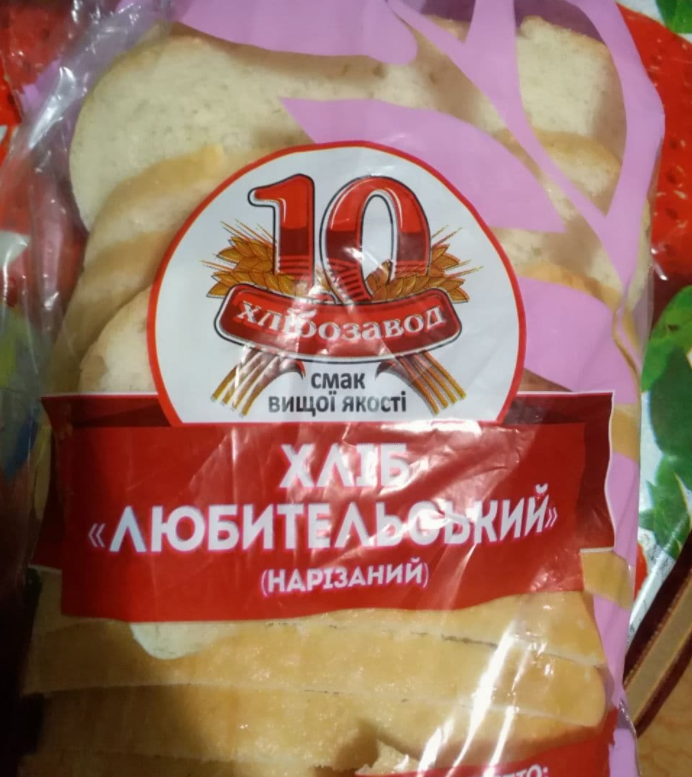 10
хлібозавод
смак
вищої якості
ХЛІБ
«ЛЮБИТЕЛЬСЬКИЙ»
(НАРІЗАНИЙ)